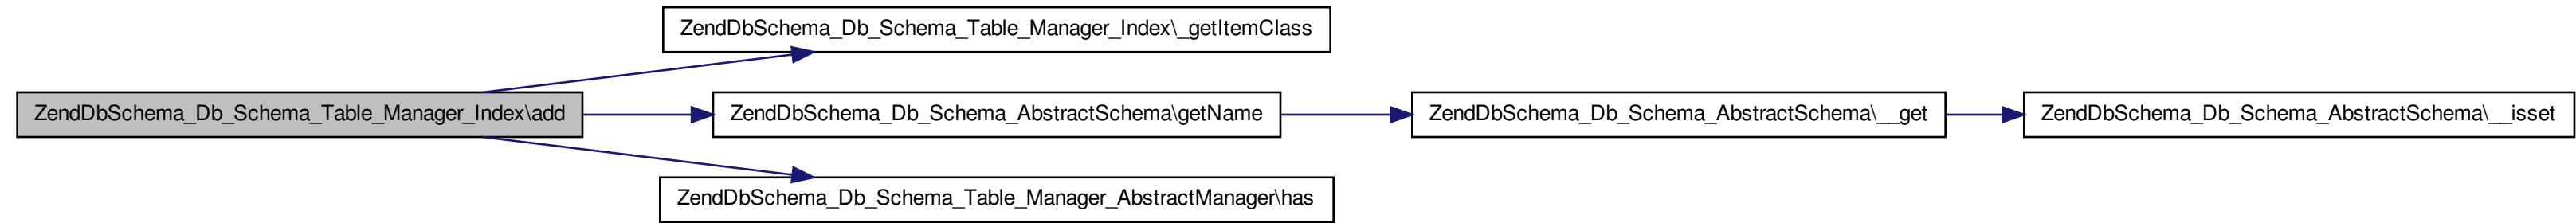 ZendDbSchema_Db_Schema_Table_Manager_Index\_getItemClass
ZendDbSchema_Db_Schema_Table_Manager_Index\add
ZendDbSchema_Db_Schema_AbstractSchema\getName
ZendDbSchema_Db_Schema_AbstractSchema\__get
ZendDbSchema_Db_Schema_AbstractSchema\__isset
ZendDbSchema_Db_Schema_Table_Manager_AbstractManager\has